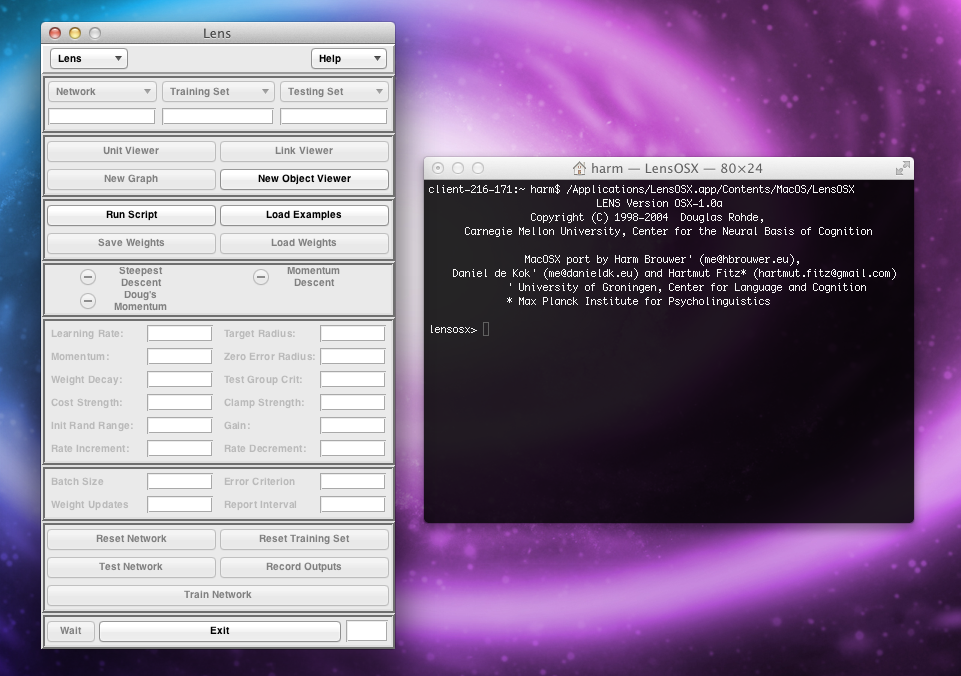 Lens
Lens Help
Network Training Set Testing Set
Unit Viewer Link Viewer
New Graph New Object Viewer
Run Script Load Examples
Save Weights Load Weights
Steepest Descent Momentum Descent
Doug's Momentum
Learning Rate: Target Radius:
Momentum: Zero Error Radius:
Weight Decay: Test Group Crit:
Cost Strength: Clamp Strength:
Init Rand Range: Gain:
Rate Increment: Rate Decrement:
Batch Size Error Criterion
Weight Updates Report Interval
Reset Network Reset Training Set
Test Network Record Outputs
Train Network
Wait Exit
harm — LensOSX — 80×24
client-216-171:~ harm$ /Applications/LensOSX.app/Contents/MacOS/LensOSX
LENS Version OSX-1.0a
Copyright (C) 1998-2004 Douglas Rohde,
Carnegie Mellon University, Center for the Neural Basis of Cognition
MacOSX port by Harm Brouwer' (me@hbrouwer.eu),
Daniel de Kok' (me@danieldk.eu) and Hartmut Fitz* (hartmut.fitz@gmail.com)
' University of Groningen, Center for Language and Cognition
* Max Planck Institute for Psycholinguistics
lensosx>